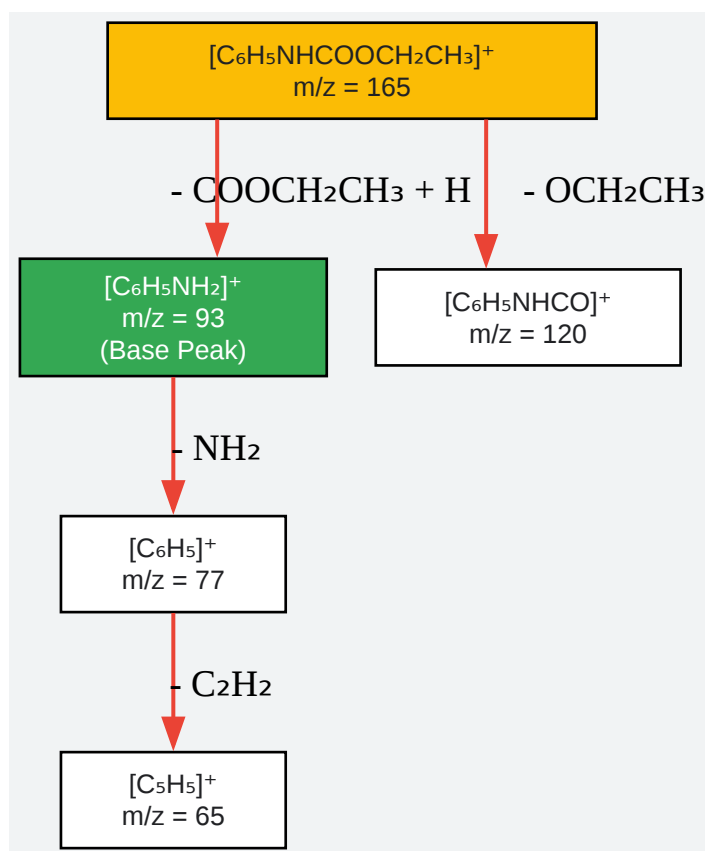 [C₆H₅NHCOOCH₂CH₃]⁺
m/z = 165
- COOCH₂CH₃ + H
- OCH₂CH₃
[C₆H₅NH₂]⁺
m/z = 93
(Base Peak)
[C₆H₅NHCO]⁺
m/z = 120
- NH₂
[C₆H₅]⁺
m/z = 77
- C₂H₂
[C₅H₅]⁺
m/z = 65